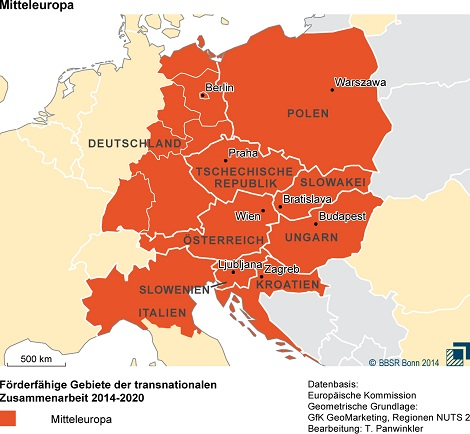 Mitteleuropa
Berlin
Warszawa
POLEN
DEUTSCHLAND
Praha
TSCHECHISCHE
REPUBLIK
SLOWAKEI
Bratislava
Wien
Budapest
ÖSTERREICH
UNGARN
Ljubljana
Zagreb
SLOWENIEN
KROATIEN
ITALIEN
500 km
© BBSR Bonn 2014
Förderfähige Gebiete der transnationalen
Zusammenarbeit 2014-2020
Mitteleuropa
Datenbasis:
Europäische Kommission
Geometrische Grundlage:
GfK GeoMarketing, Regionen NUTS 2
Bearbeitung: T. Panwinkler